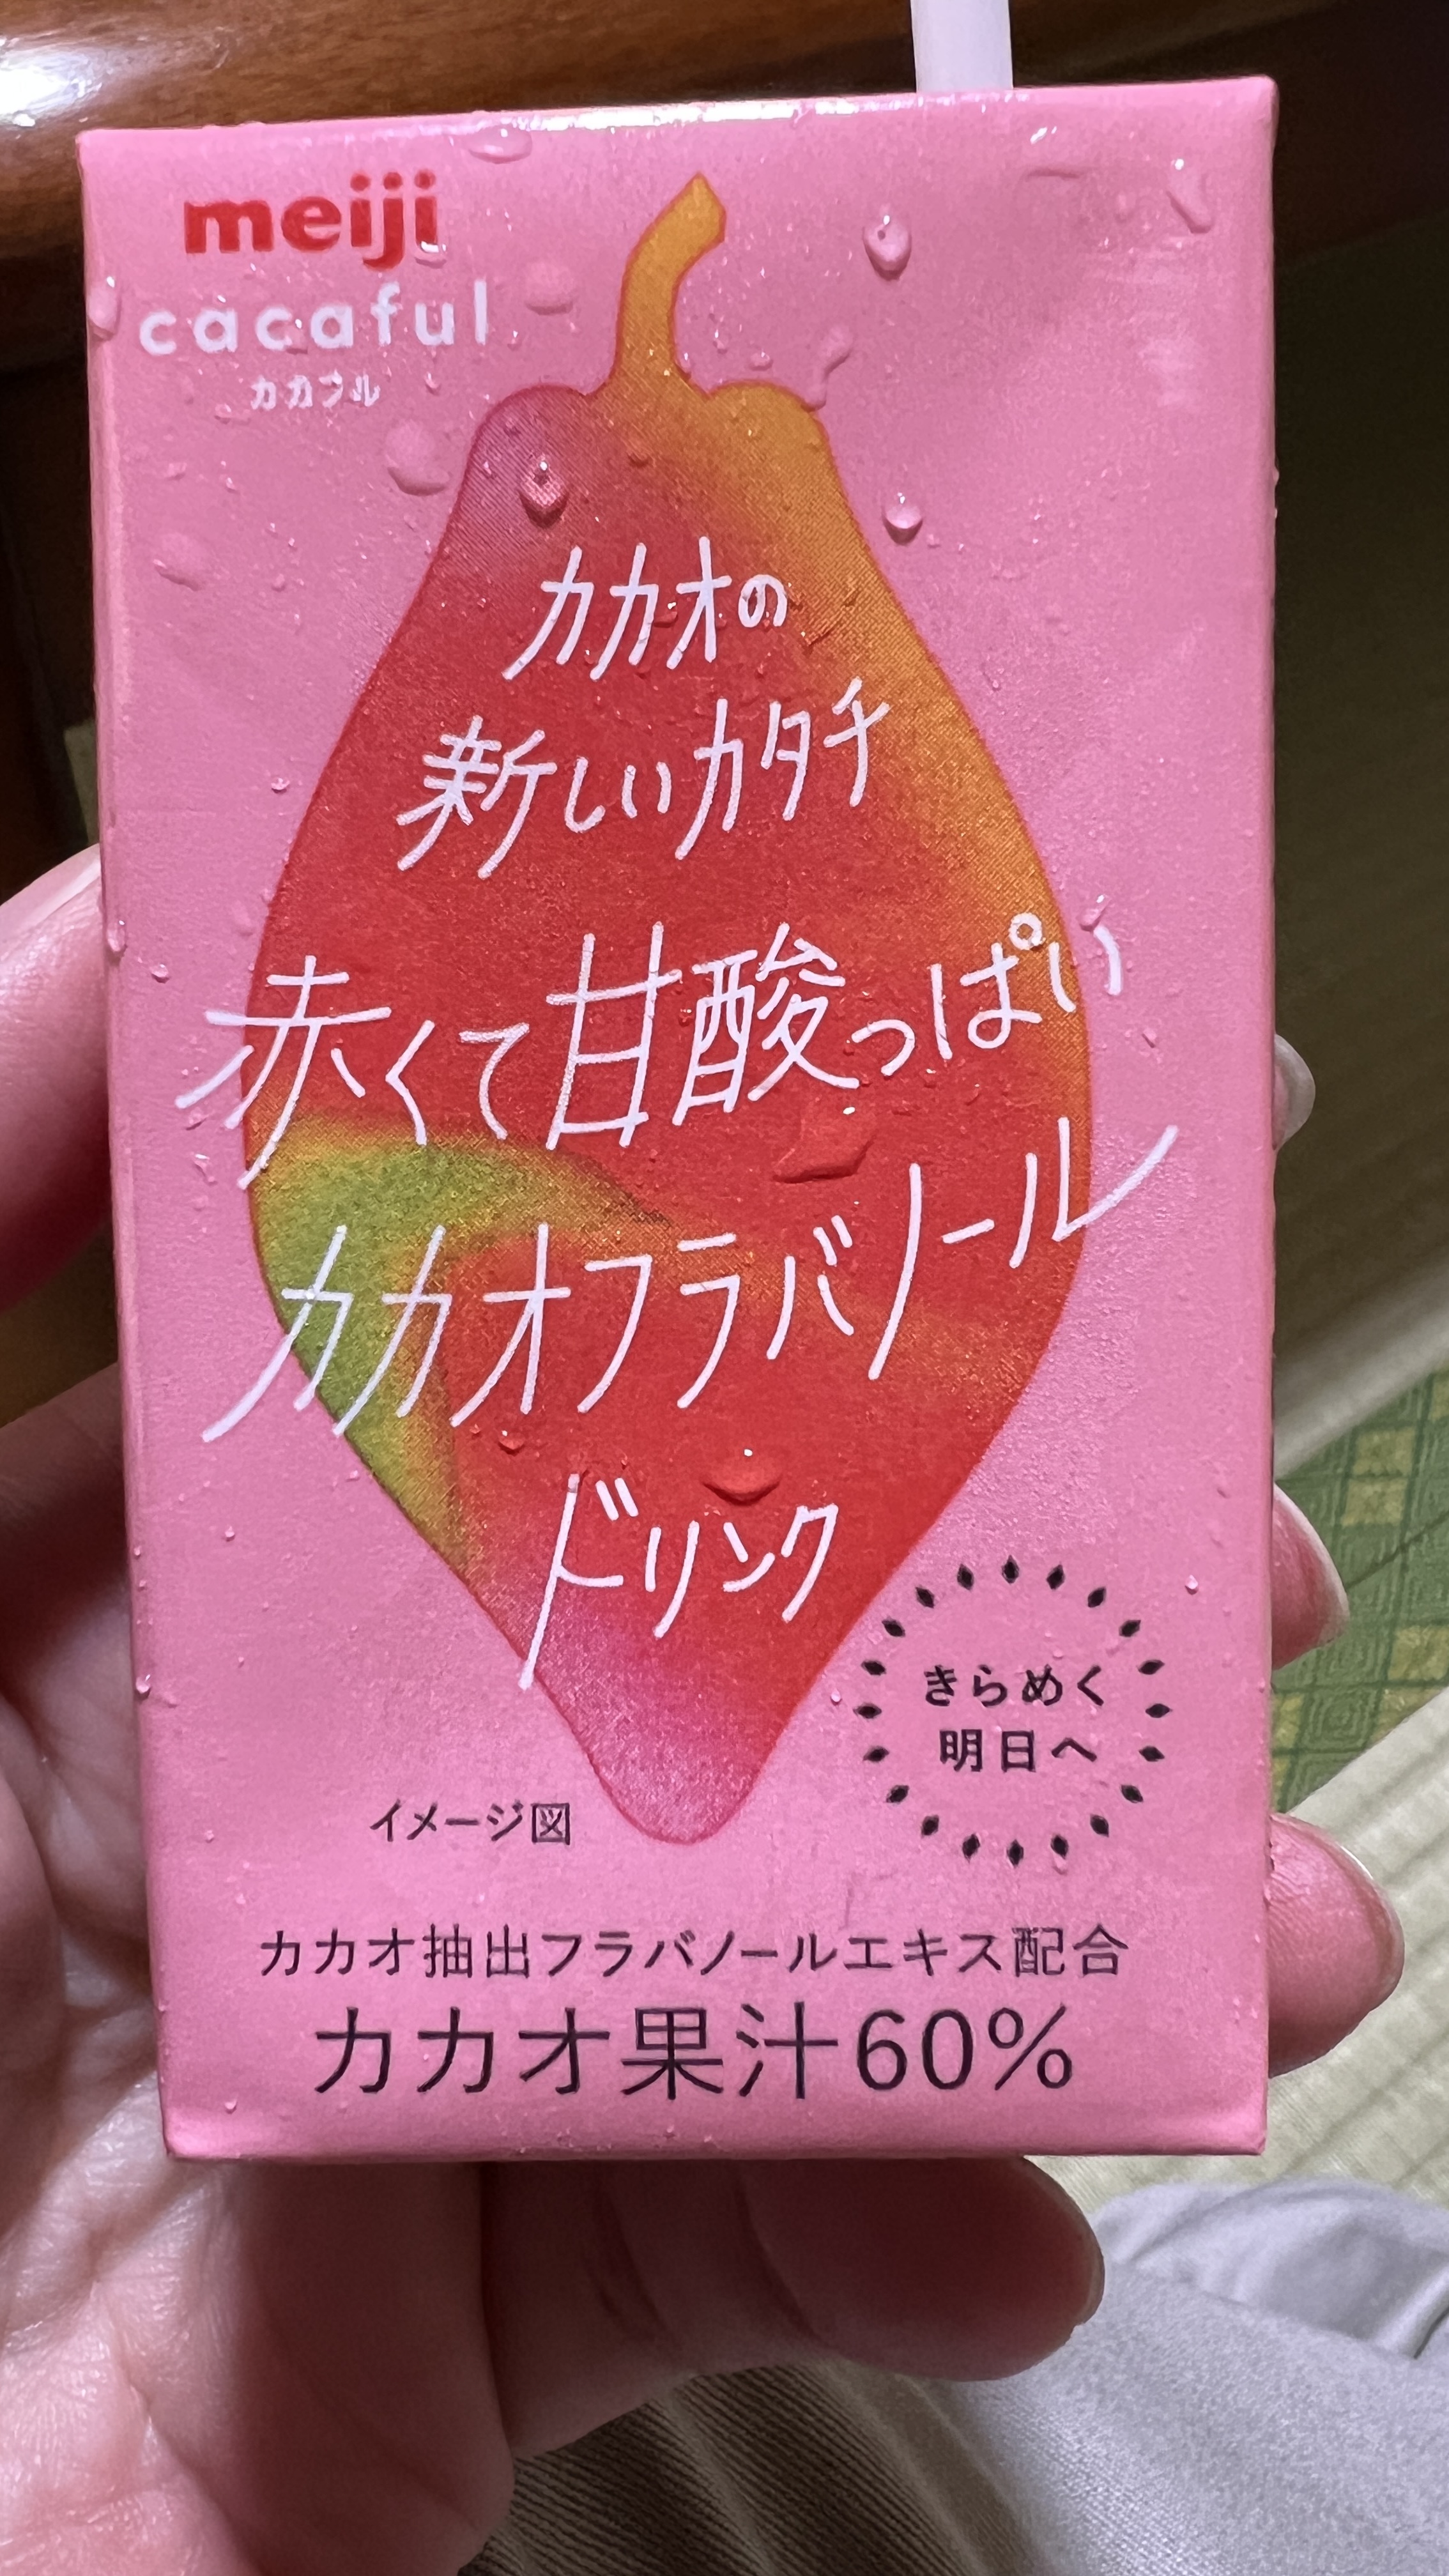 meiji
cacaful
カカフル
カカオの
新しいカタチ
赤くて甘酸っぱい
カカオフラバノール
ドリンク
きらめく
明日へ
イメージ図
カカオ抽出フラバノールエキス配合
カカオ果汁60%